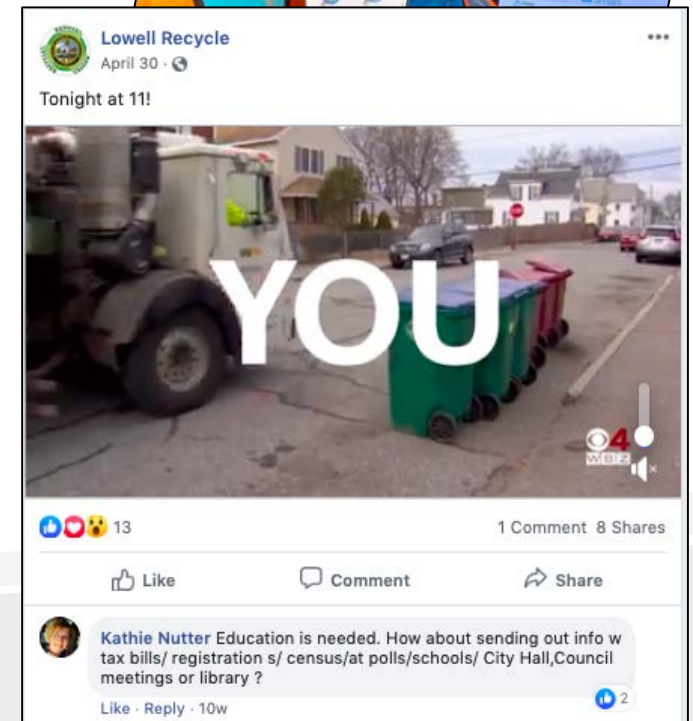 Lowell Recycle
April 30 ·
Tonight at 11!
YOU
4
WBZ
13
1 Comment 8 Shares
Like
Comment
Share
Kathie Nutter Education is needed. How about sending out info w
tax bills/ registration s/ census/at polls/schools/ City Hall,Council
meetings or library ?
2
Like · Reply · 10w